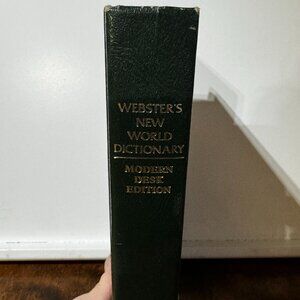 WEBSTER'S
NEW
WORLD
DICTIONARY
MODERN
DESK
EDITION